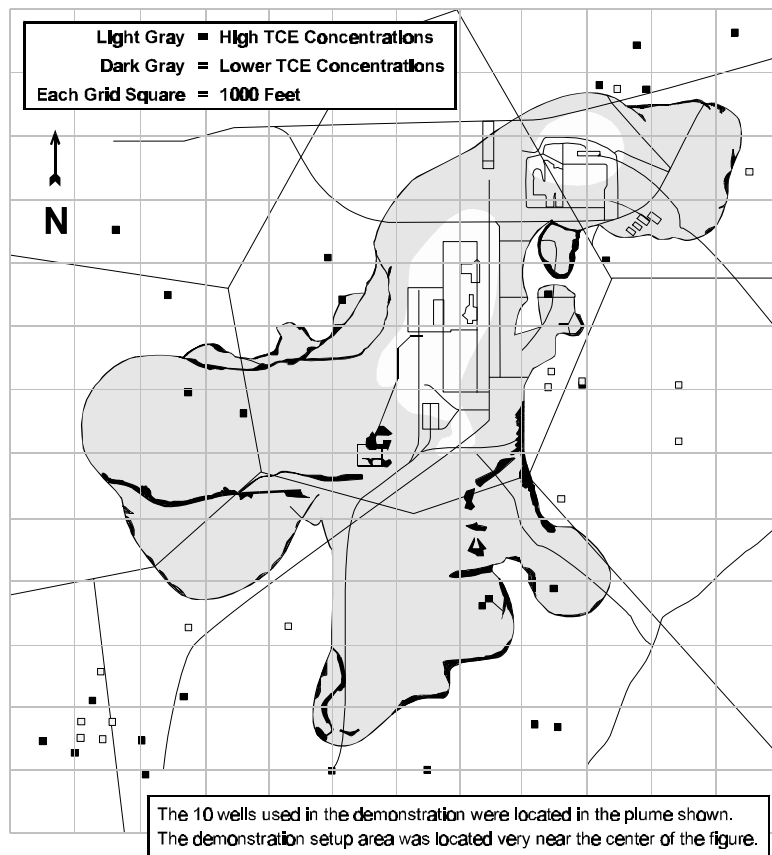 Light Gray = High TCE Concentrations
Dark Gray = Lower TCE Concentrations
Each Grid Square = 1000 Feet
N
The 10 wells used in the demonstration were located in the plume shown.
The demonstration setup area was located very near the center of the figure.